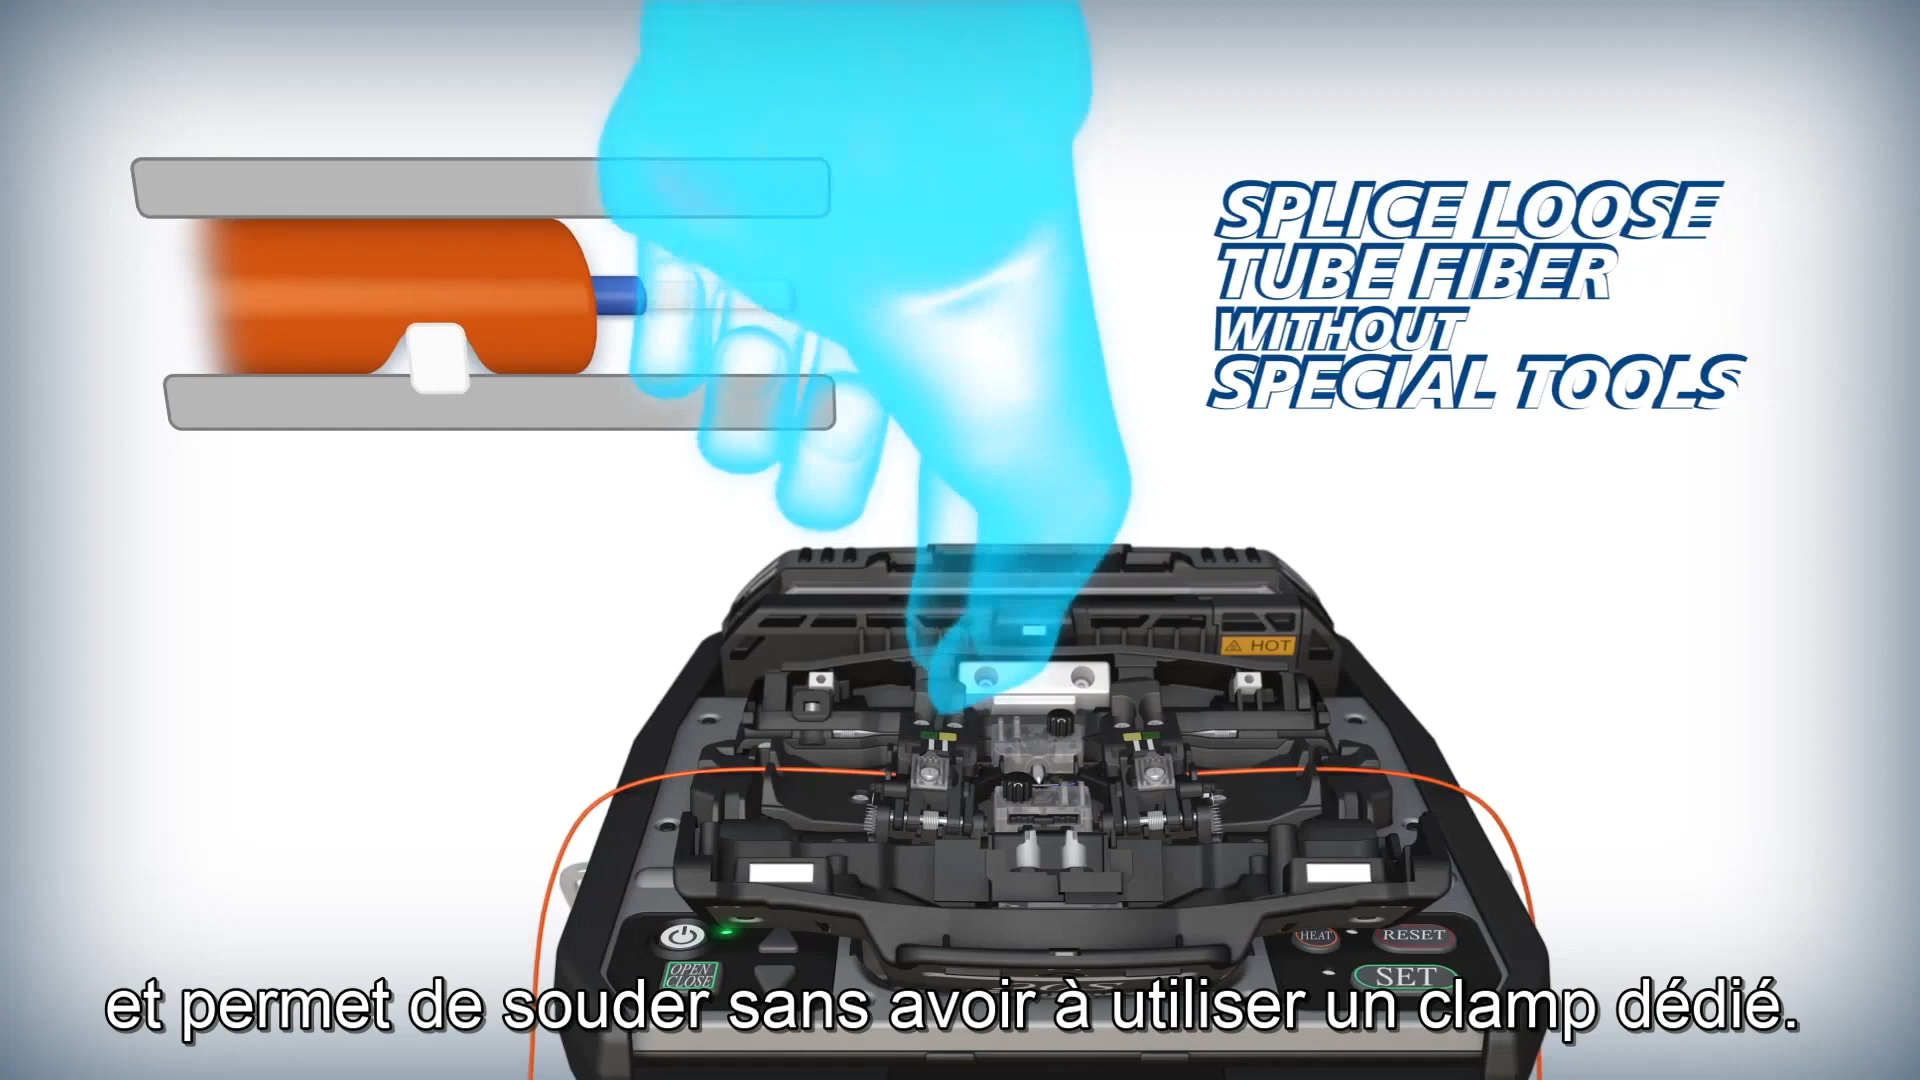 SPLICE LOOSE
TUBE FIBER
WITHOUT
SPECIAL TOOLS
⚠ HOT
HEAT
RESET
OPEN
CLOSE
SET
et permet de souder sans avoir à utiliser un clamp dédié.